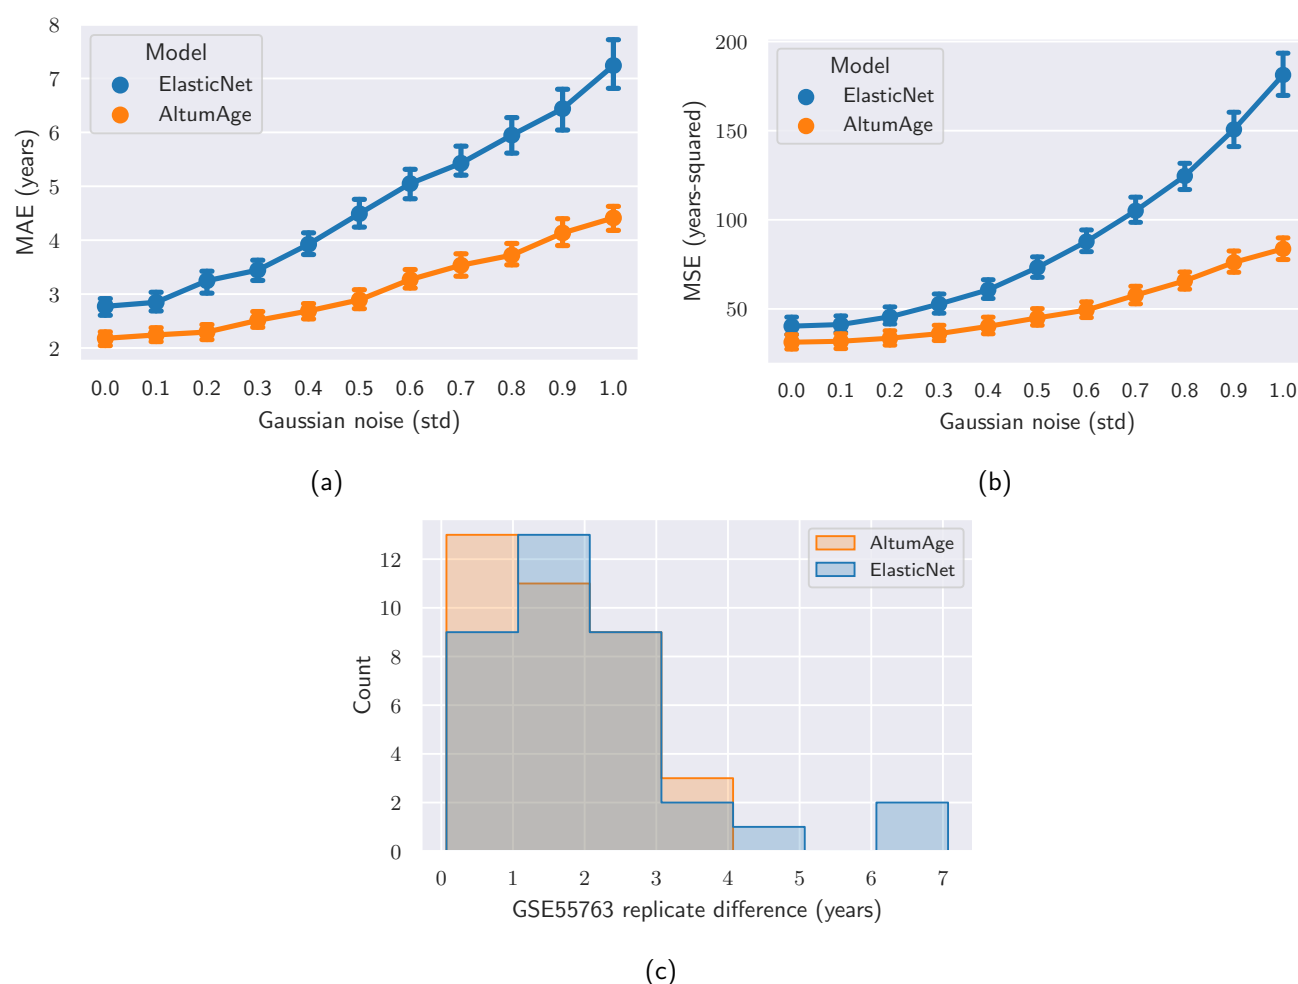 8
7
6
5
4
3
2
MAE (years)
Model
ElasticNet
AltumAge
0.0 0.1 0.2 0.3 0.4 0.5 0.6 0.7 0.8 0.9 1.0
Gaussian noise (std)
(a)
200
150
100
50
MSE (years-squared)
Model
ElasticNet
AltumAge
0.0 0.1 0.2 0.3 0.4 0.5 0.6 0.7 0.8 0.9 1.0
Gaussian noise (std)
(b)
12
10
8
6
4
2
0
Count
AltumAge
ElasticNet
0 1 2 3 4 5 6 7
GSE55763 replicate difference (years)
(c)